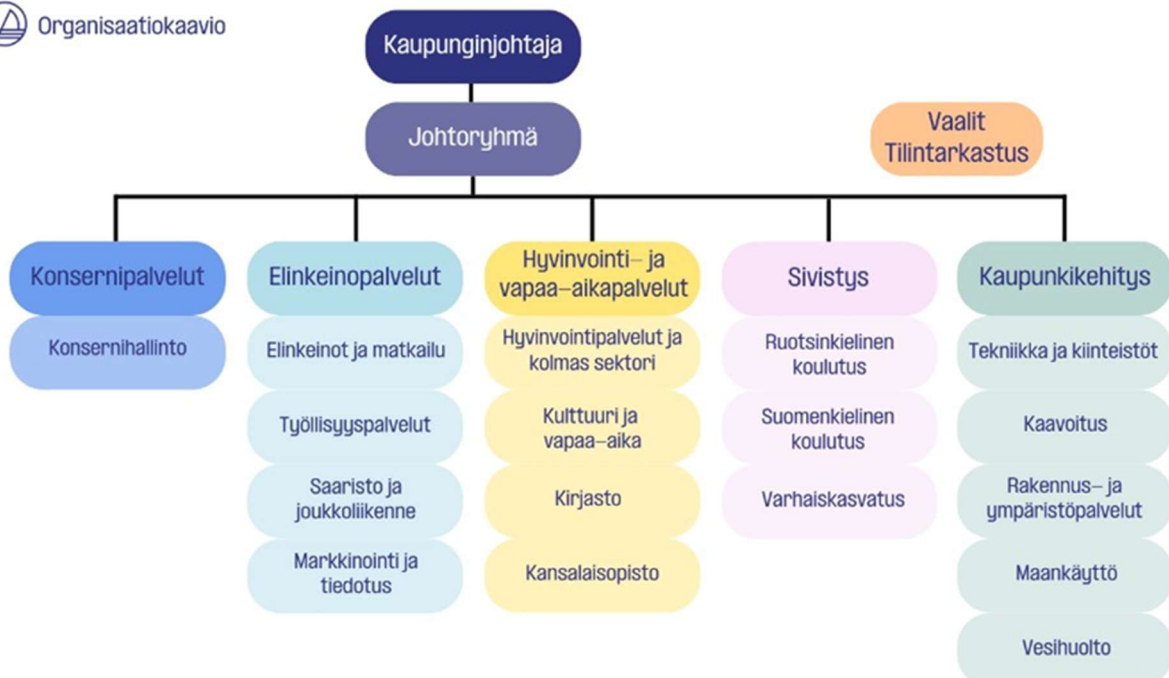 Organisaatiokaavio
Kaupunginjohtaja
Johtoryhmä
Vaalit
Tilintarkastus
Konsernipalvelut
Konsernihallinto
Elinkeinopalvelut
Elinkeinot ja matkailu
Työllisyyspalvelut
Saaristo ja
joukkoliikenne
Markkinointi ja
tiedotus
Hyvinvointi- ja
vapaa-aikapalvelut
Hyvinvointipalvelut ja
kolmas sektori
Kulttuuri ja
vapaa-aika
Kirjasto
Kansalaisopisto
Sivistys
Ruotsinkielinen
koulutus
Suomenkielinen
koulutus
Varhaiskasvatus
Kaupunkikehitys
Tekniikka ja kiinteistöt
Kaavoitus
Rakennus- ja
ympäristöpalvelut
Maankäyttö
Vesihuolto